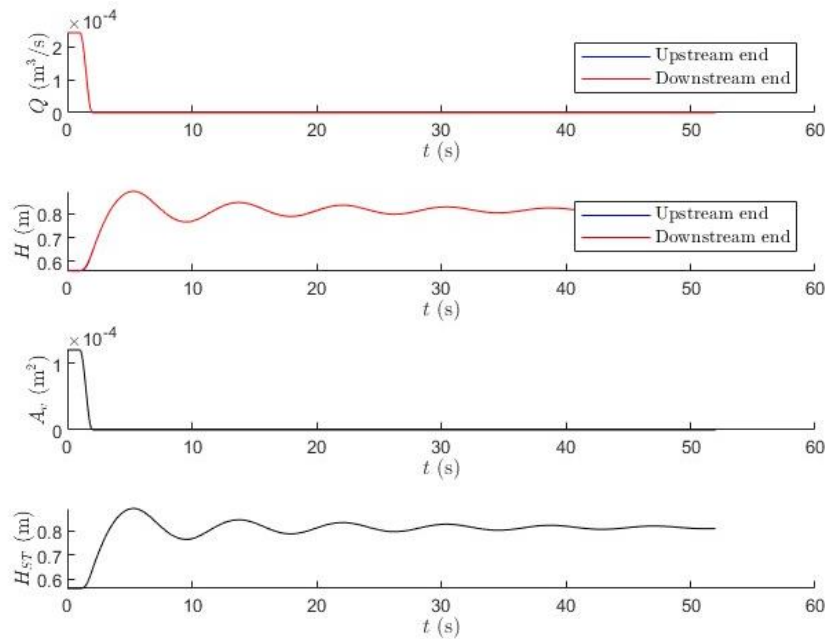 ×10⁻⁴
2
1
0
Q (m³/s)
Upstream end
Downstream end
0 10 20 30 40 50 60
t (s)
0.8
0.7
0.6
H (m)
Upstream end
Downstream end
0 10 20 30 40 50 60
t (s)
×10⁻⁴
1
0
Aᵥ (m²)
0 10 20 30 40 50 60
t (s)
0.8
0.7
0.6
H_ST (m)
0 10 20 30 40 50 60
t (s)